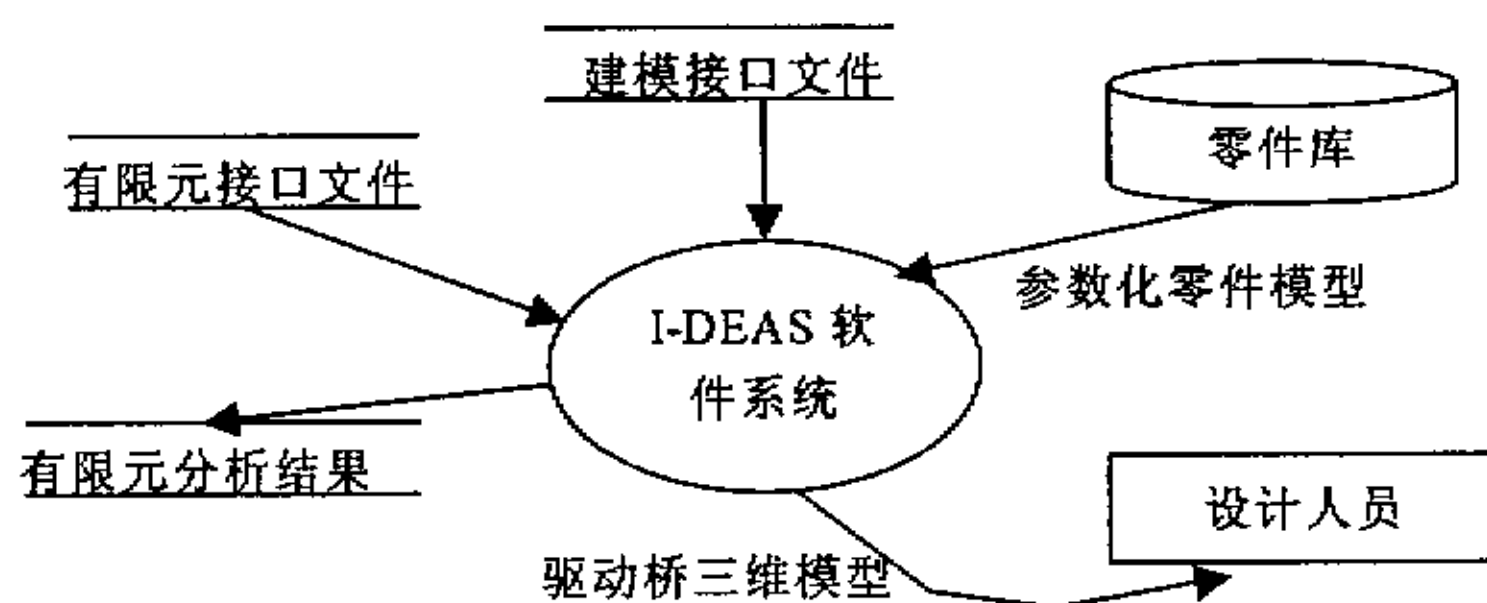 建模接口文件
零件库
有限元接口文件
参数化零件模型
I-DEAS 软
件系统
有限元分析结果
设计人员
驱动桥三维模型